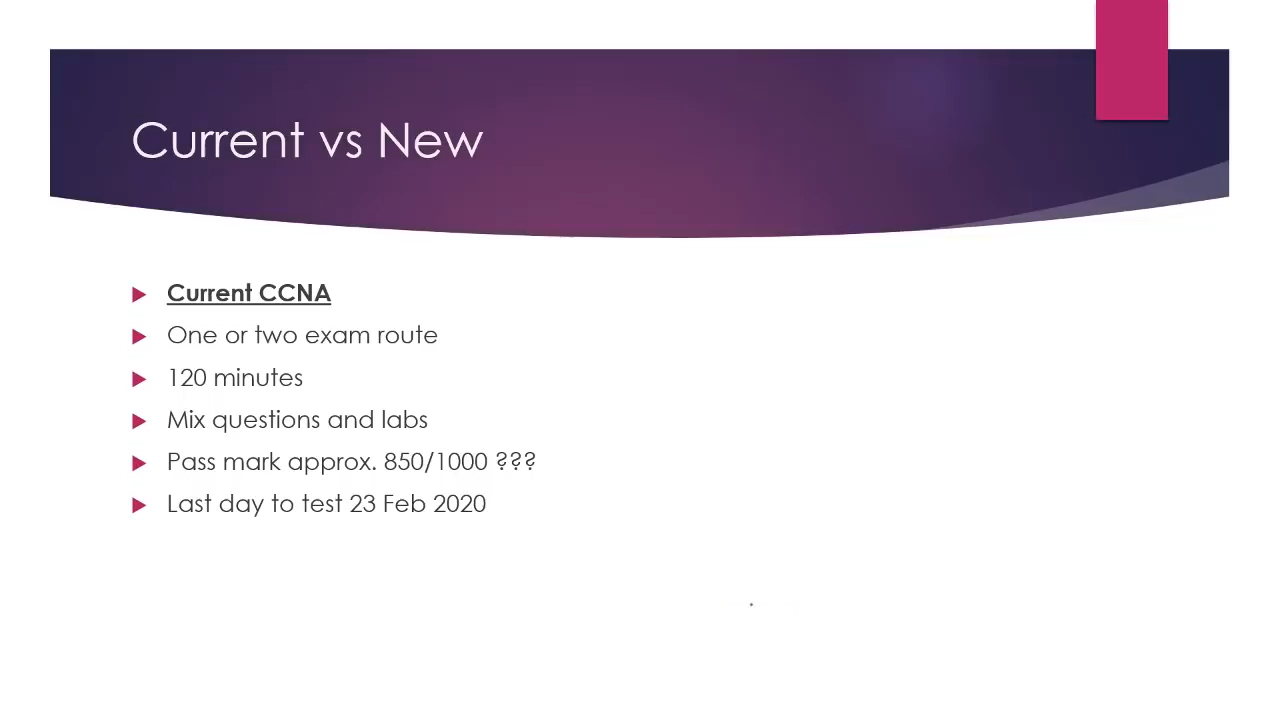 Current vs New
Current CCNA
One or two exam route
120 minutes
Mix questions and labs
Pass mark approx. 850/1000 ???
Last day to test 23 Feb 2020